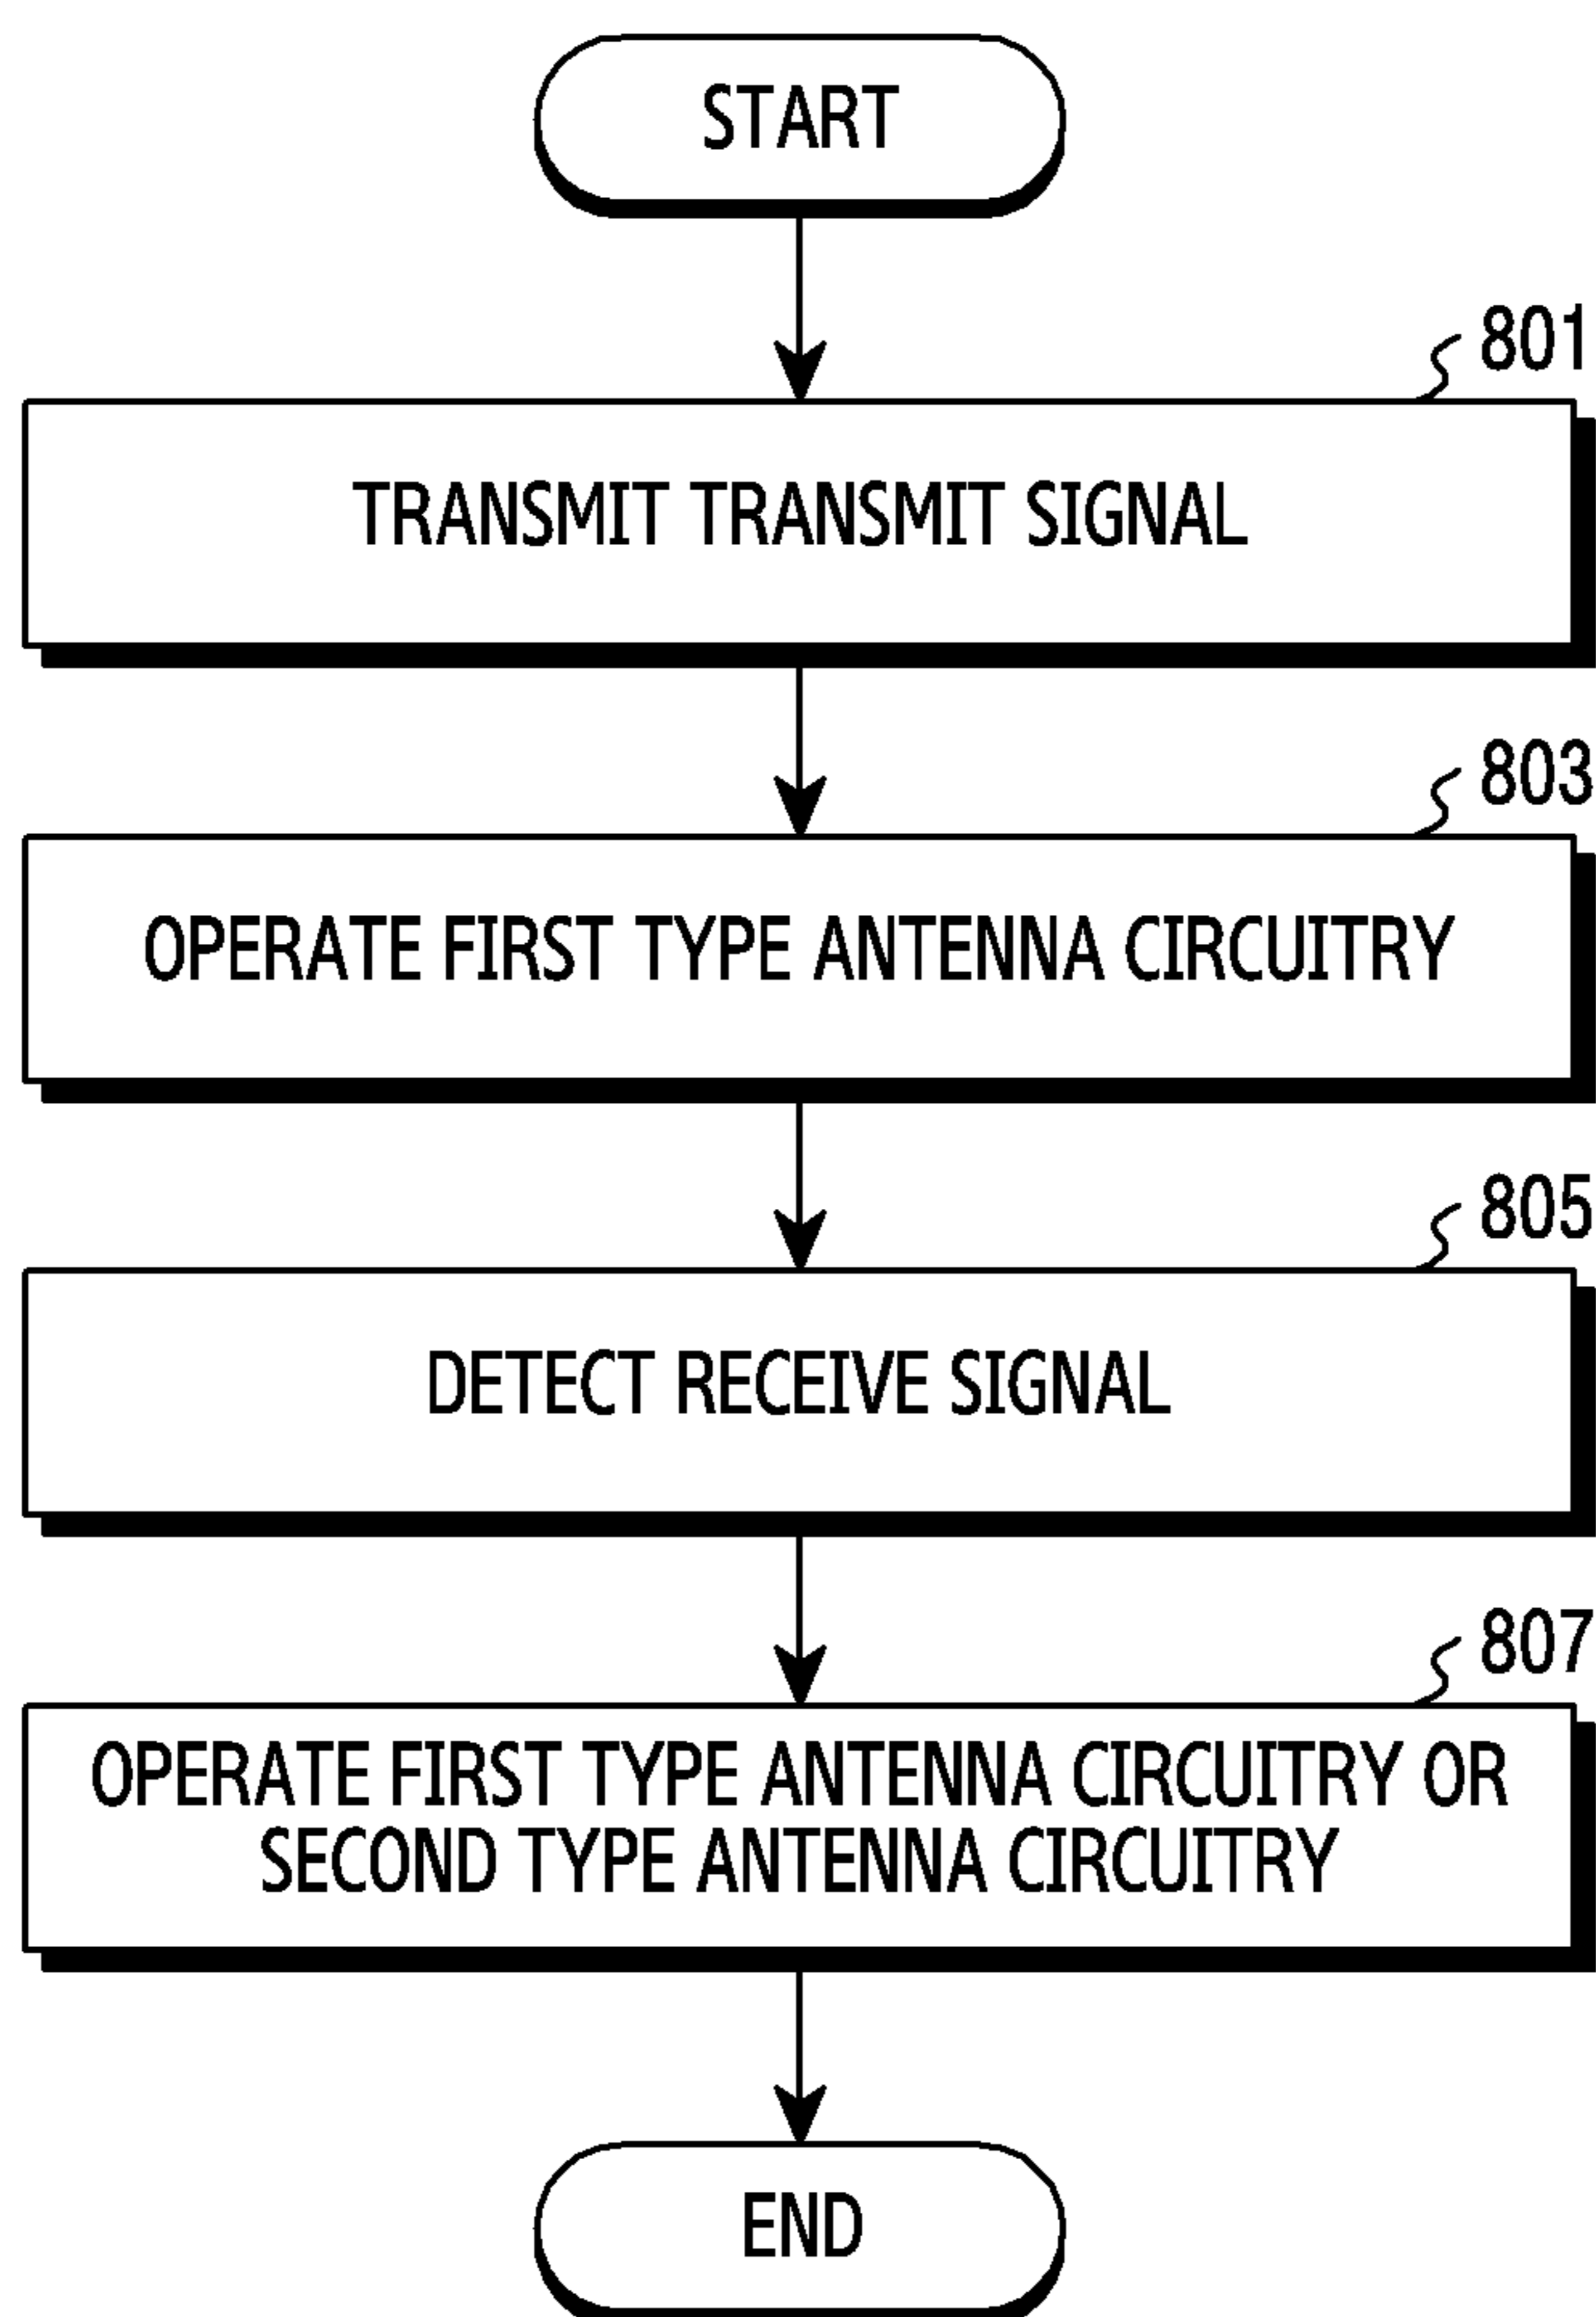 START
801
TRANSMIT TRANSMIT SIGNAL
803
OPERATE FIRST TYPE ANTENNA CIRCUITRY
805
DETECT RECEIVE SIGNAL
807
OPERATE FIRST TYPE ANTENNA CIRCUITRY OR
SECOND TYPE ANTENNA CIRCUITRY
END